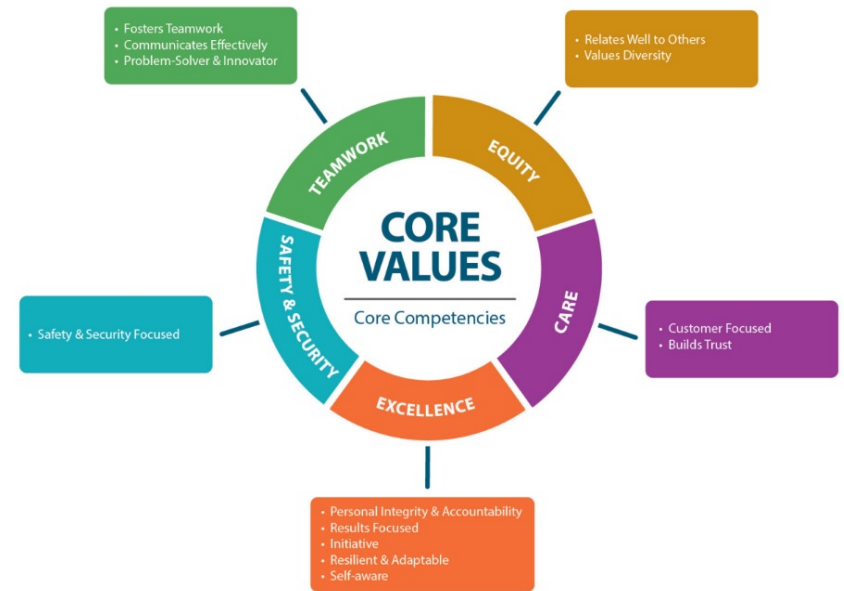 • Fosters Teamwork
• Communicates Effectively
• Problem-Solver & Innovator
• Relates Well to Others
• Values Diversity
TEAMWORK
EQUITY
CORE
VALUES
Core Competencies
SAFETY & SECURITY
CARE
EXCELLENCE
• Safety & Security Focused
• Customer Focused
• Builds Trust
• Personal Integrity & Accountability
• Results Focused
• Initiative
• Resilient & Adaptable
• Self-aware